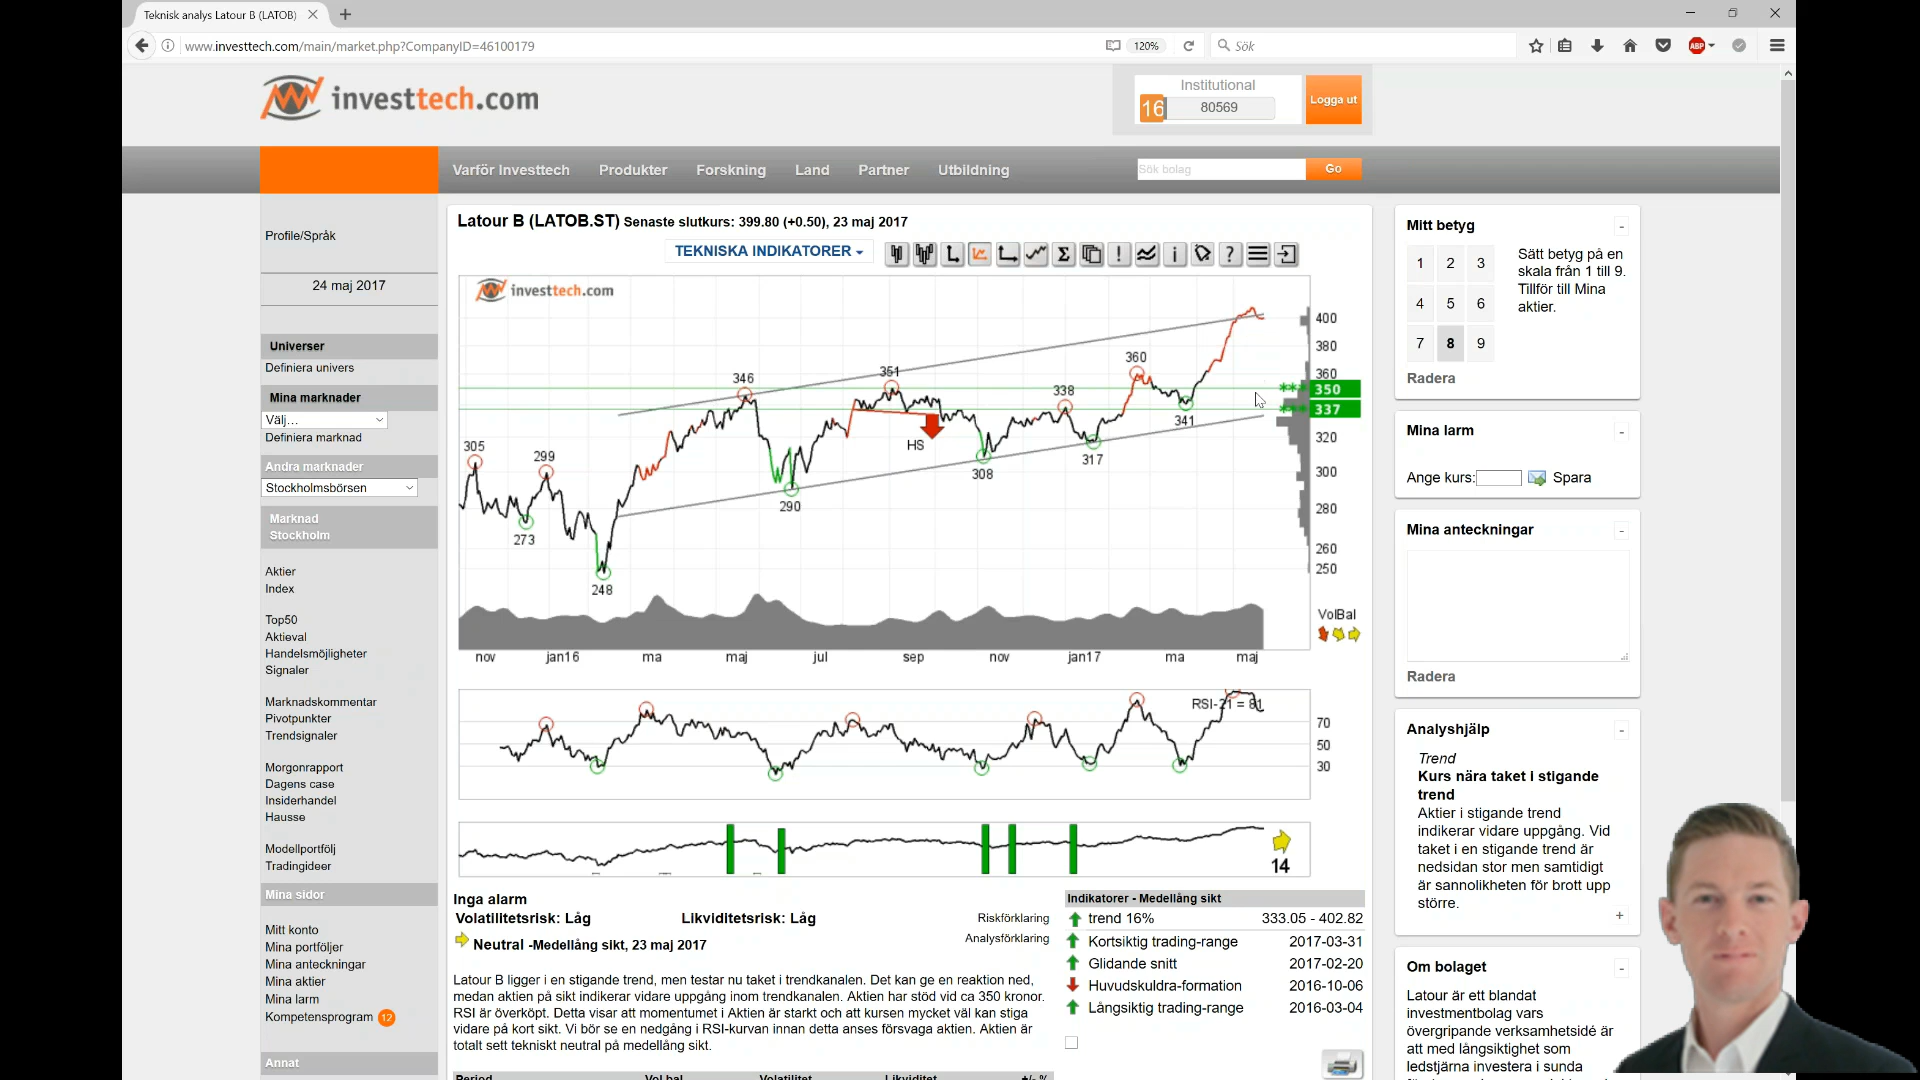 Teknisk analys Latour B (LATOB)
www.investtech.com/main/market.php?CompanyID=46100179
120%
Sök
ABP
investtech.com
Institutional
16
80569
Logga ut
Varför Investtech
Produkter
Forskning
Land
Partner
Utbildning
Sök bolag
Go
Profile/Språk
24 maj 2017
Universer
Definiera univers
Mina marknader
Välj...
Definiera marknad
Andra marknader
Stockholmsbörsen
Marknad
Stockholm
Aktier
Index
Top50
Aktieval
Handelsmöjligheter
Signaler
Marknadskommentar
Pivotpunkter
Trendsignaler
Morgonrapport
Dagens case
Insiderhandel
Hausse
Modellportfölj
Tradingideer
Mina sidor
Mitt konto
Mina portföljer
Mina anteckningar
Mina aktier
Mina larm
Kompetensprogram 12
Annat
Latour B (LATOB.ST) Senaste slutkurs: 399.80 (+0.50), 23 maj 2017
TEKNISKA INDIKATORER
investtech.com
305
299
273
248
346
290
351
HS
308
338
317
360
341
400
380
360
350
337
320
300
280
260
250
VolBal
nov
jan16
ma
maj
jul
sep
nov
jan17
ma
maj
RSI-21 = 81
70
50
30
14
Inga alarm
Volatilitetsrisk: Låg
Likviditetsrisk: Låg
Riskförklaring
Neutral -Medellång sikt, 23 maj 2017
Analysförklaring
Latour B ligger i en stigande trend, men testar nu taket i trendkanalen. Det kan ge en reaktion ned,
medan aktien på sikt indikerar vidare uppgång inom trendkanalen. Aktien har stöd vid ca 350 kronor.
RSI är överköpt. Detta visar att momentumet i Aktien är starkt och att kursen mycket väl kan stiga
vidare på kort sikt. Vi bör se en nedgång i RSI-kurvan innan detta anses försvaga aktien. Aktien är
totalt sett tekniskt neutral på medellång sikt.
Period
Vol.bal
Volatilitet
Likviditet
+/- %
Indikatorer - Medellång sikt
trend 16% 333.05 - 402.82
Kortsiktig trading-range 2017-03-31
Glidande snitt 2017-02-20
Huvudskuldra-formation 2016-10-06
Långsiktig trading-range 2016-03-04
Mitt betyg
1 2 3
4 5 6
7 8 9
Sätt betyg på en
skala från 1 till 9.
Tillför till Mina
aktier.
Radera
Mina larm
Ange kurs:
Spara
Mina anteckningar
Radera
Analyshjälp
Trend
Kurs nära taket i stigande
trend
Aktier i stigande trend
indikerar vidare uppgång. Vid
taket i en stigande trend är
nedsidan stor men samtidigt
är sannolikheten för brott upp
större.
Om bolaget
Latour är ett blandat
investmentbolag vars
övergripande verksamhetsidé är
att med långsiktighet som
ledstjärna investera i sunda